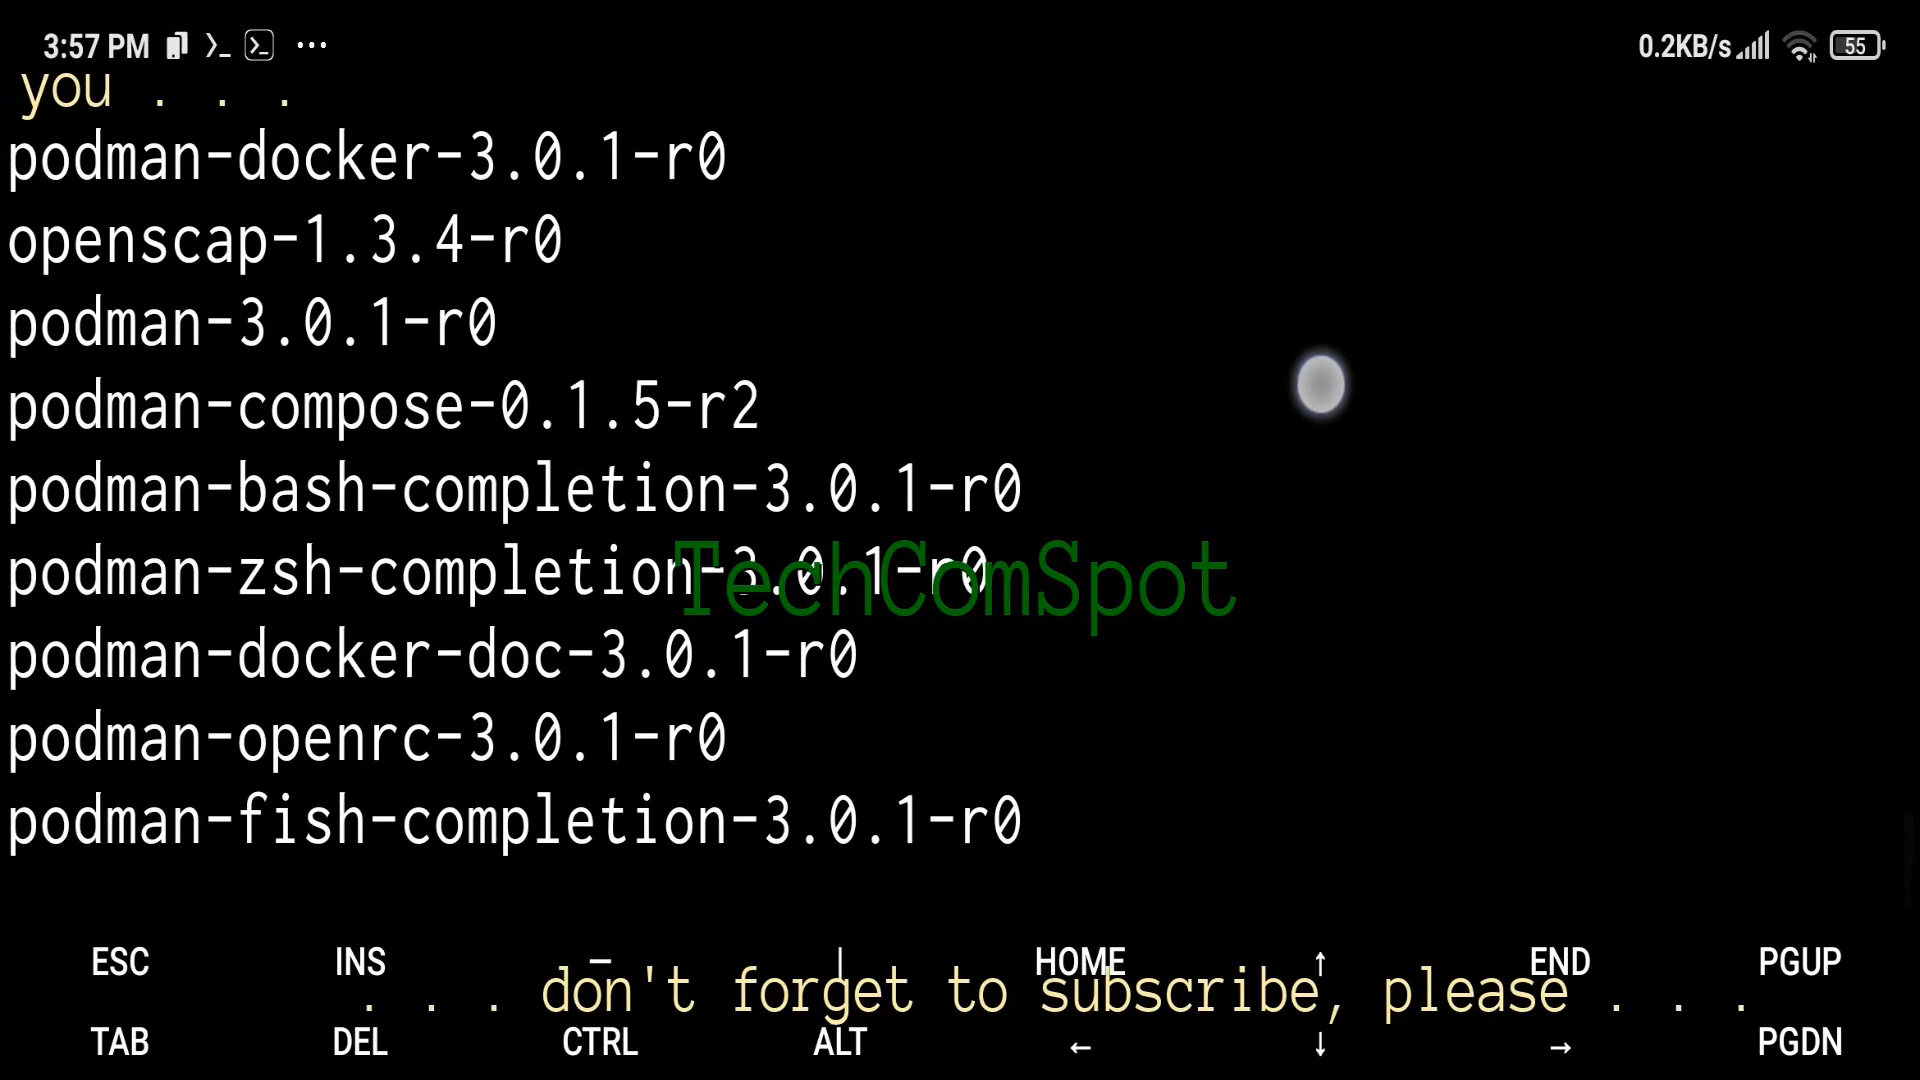 3:57 PM ... 0.2KB/s 55
you . . .
podman-docker-3.0.1-r0
openscap-1.3.4-r0
podman-3.0.1-r0
podman-compose-0.1.5-r2
podman-bash-completion-3.0.1-r0
podman-zsh-completion-3.0.1-r0
TechComSpot
podman-docker-doc-3.0.1-r0
podman-openrc-3.0.1-r0
podman-fish-completion-3.0.1-r0
ESC INS – | HOME ↑ END PGUP
. . . don't forget to subscribe, please . . .
TAB DEL CTRL ALT ← ↓ → PGDN